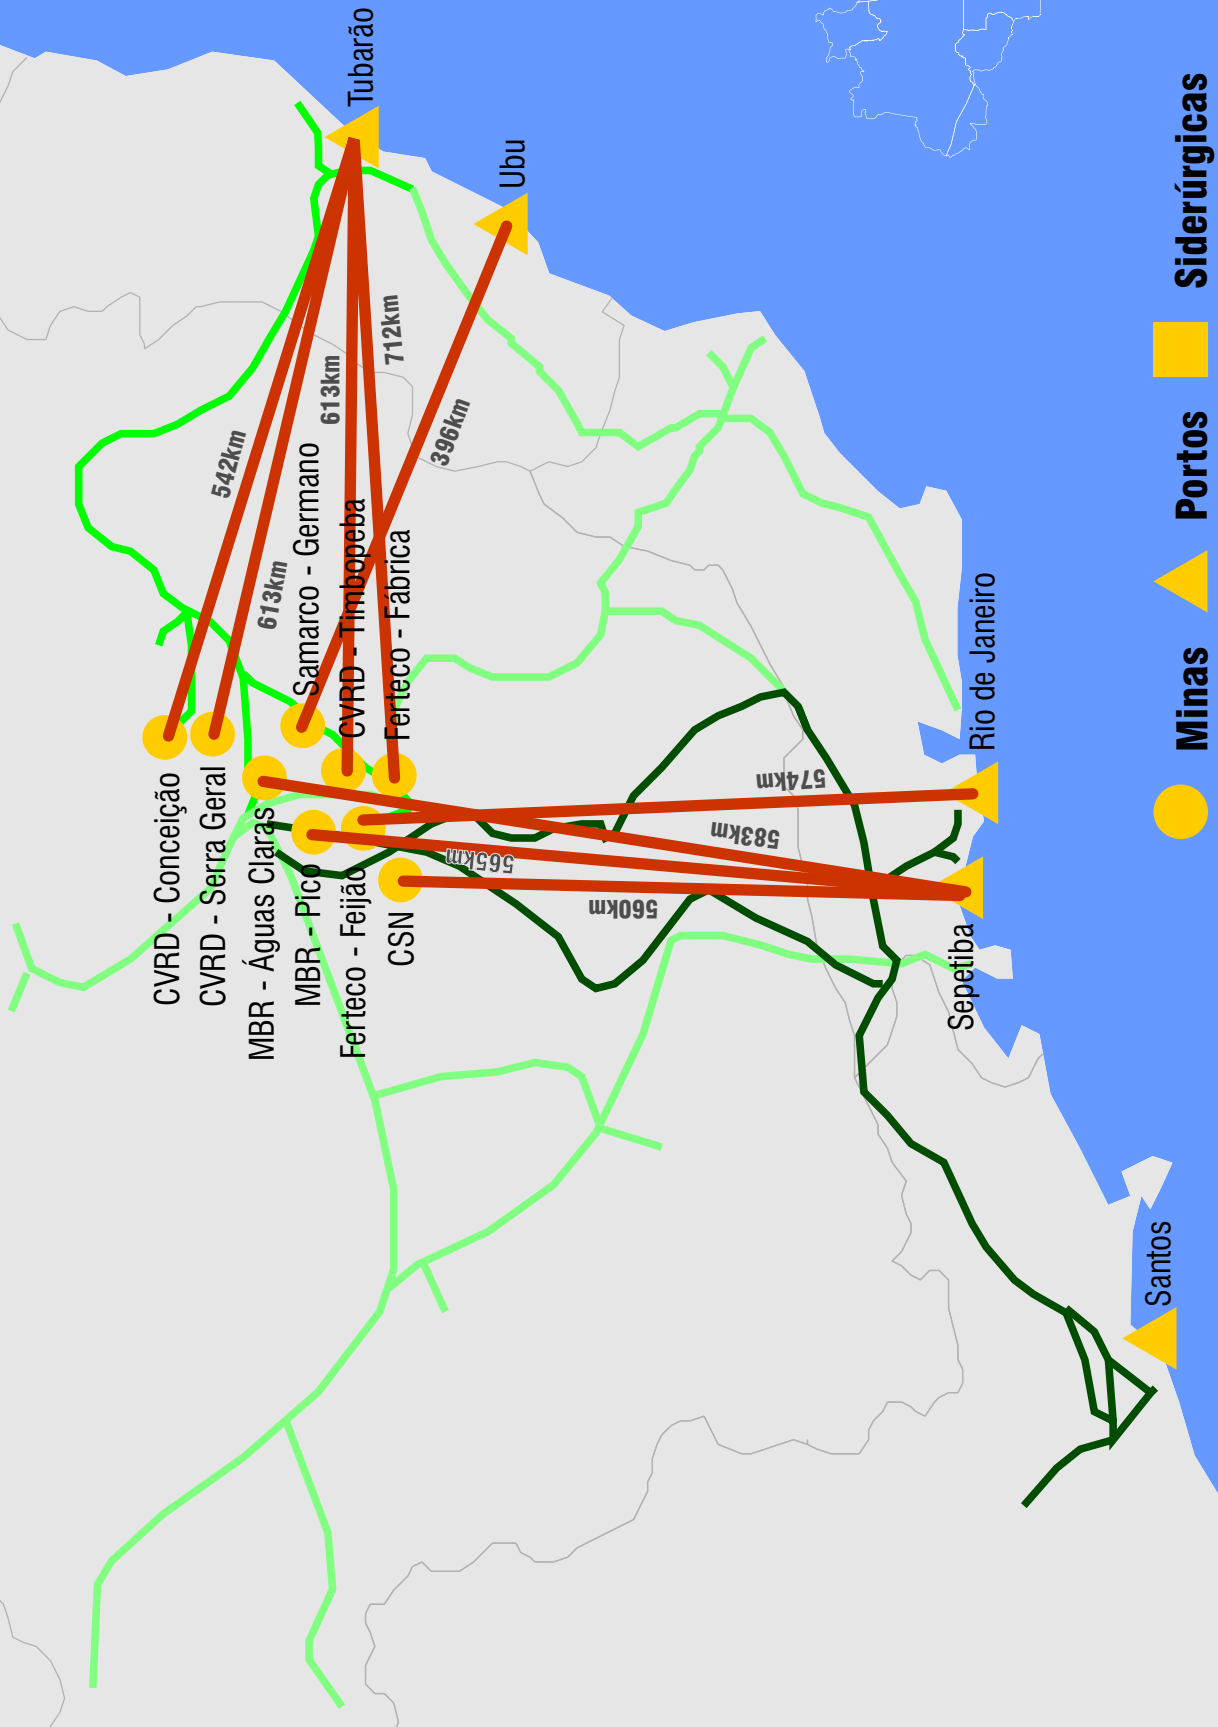 Tubarão
Ubu
542km
613km
613km
712km
396km
Samarco - Germano
CVRD - Timbopeba
Ferteco - Fábrica
CVRD - Conceição
CVRD - Serra Geral
MBR - Águas Claras
MBR - Pico
Ferteco - Feijão
CSN
574km
583km
565km
560km
Rio de Janeiro
Sepetiba
Santos
Minas
Portos
Siderúrgicas